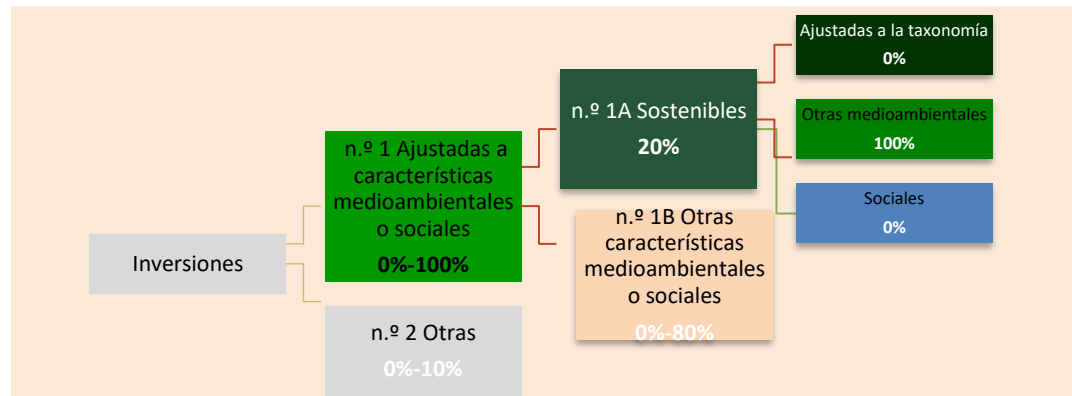 Inversiones
n.º 1 Ajustadas a
características
medioambientales
o sociales
0%-100%
n.º 2 Otras
0%-10%
n.º 1A Sostenibles
20%
n.º 1B Otras
características
medioambientales
o sociales
0%-80%
Ajustadas a la taxonomía
0%
Otras medioambientales
100%
Sociales
0%